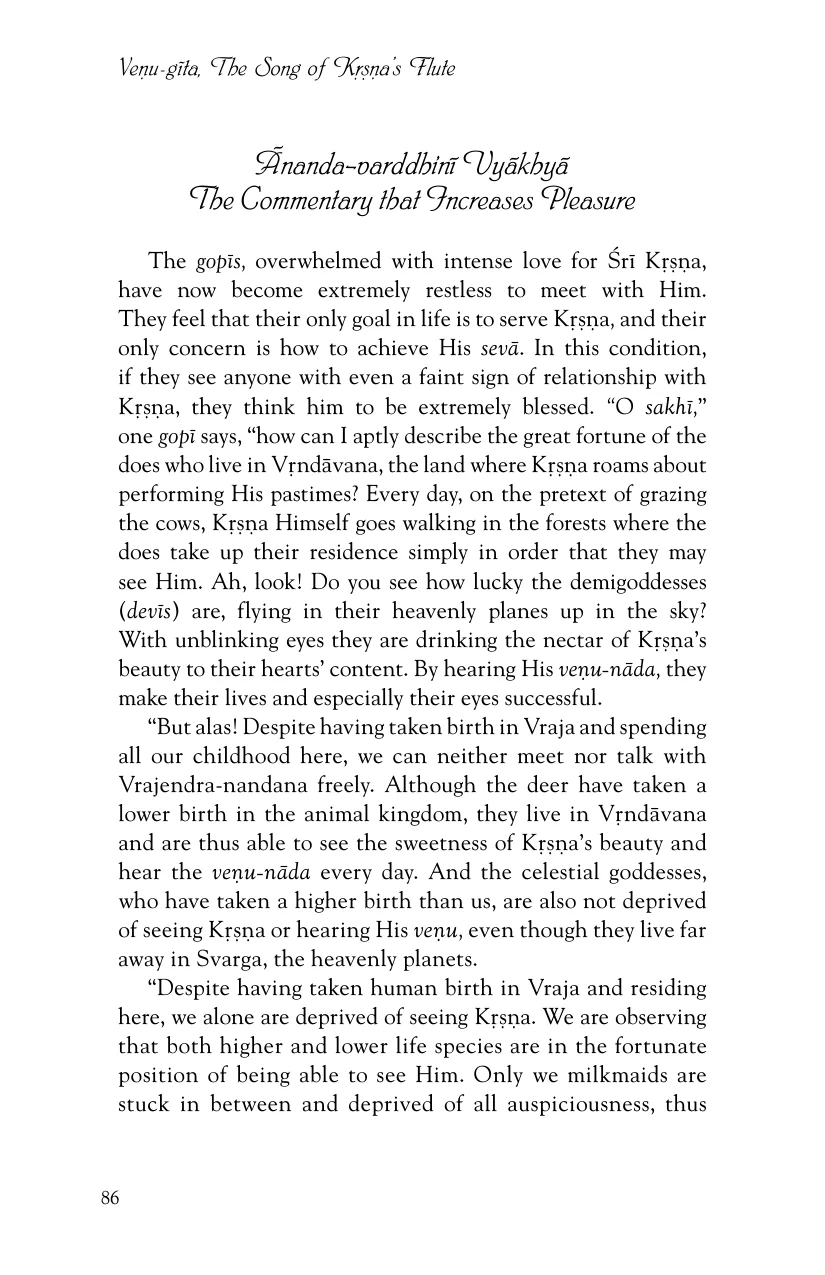 Veṇu-gīta, The Song of Kṛṣṇa's Flute
Ānanda-varddhinī Vyākhyā
The Commentary that Increases Pleasure
The gopīs, overwhelmed with intense love for Śrī Kṛṣṇa,
have now become extremely restless to meet with Him.
They feel that their only goal in life is to serve Kṛṣṇa, and their
only concern is how to achieve His sevā. In this condition,
if they see anyone with even a faint sign of relationship with
Kṛṣṇa, they think him to be extremely blessed. “O sakhī,”
one gopī says, “how can I aptly describe the great fortune of the
does who live in Vṛndāvana, the land where Kṛṣṇa roams about
performing His pastimes? Every day, on the pretext of grazing
the cows, Kṛṣṇa Himself goes walking in the forests where the
does take up their residence simply in order that they may
see Him. Ah, look! Do you see how lucky the demigoddesses
(devīs) are, flying in their heavenly planes up in the sky?
With unblinking eyes they are drinking the nectar of Kṛṣṇa’s
beauty to their hearts’ content. By hearing His veṇu-nāda, they
make their lives and especially their eyes successful.
“But alas! Despite having taken birth in Vraja and spending
all our childhood here, we can neither meet nor talk with
Vrajendra-nandana freely. Although the deer have taken a
lower birth in the animal kingdom, they live in Vṛndāvana
and are thus able to see the sweetness of Kṛṣṇa’s beauty and
hear the veṇu-nāda every day. And the celestial goddesses,
who have taken a higher birth than us, are also not deprived
of seeing Kṛṣṇa or hearing His veṇu, even though they live far
away in Svarga, the heavenly planets.
“Despite having taken human birth in Vraja and residing
here, we alone are deprived of seeing Kṛṣṇa. We are observing
that both higher and lower life species are in the fortunate
position of being able to see Him. Only we milkmaids are
stuck in between and deprived of all auspiciousness, thus
86